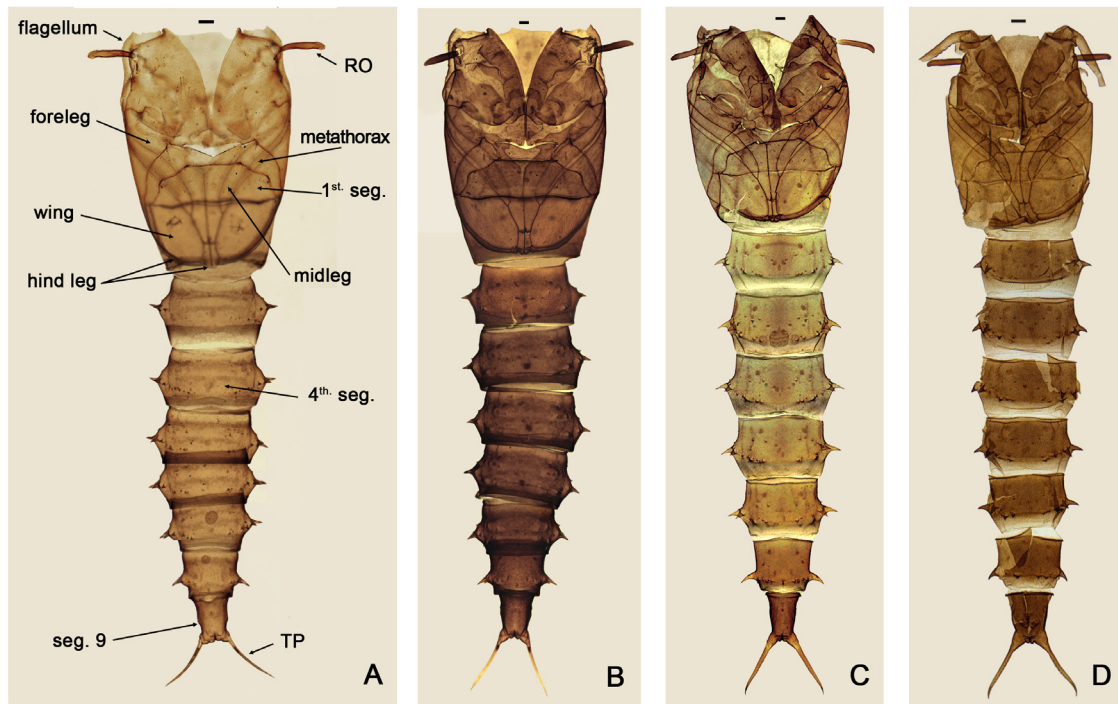 flagellum
RO
foreleg
metathorax
1st. seg.
wing
hind leg
midleg
4th. seg.
seg. 9
TP
A
B
C
D